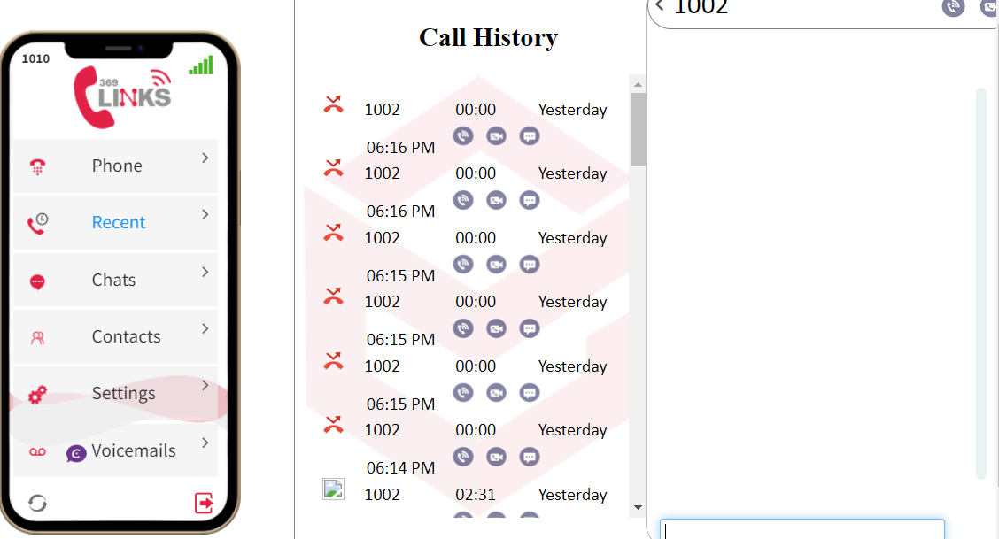 1010
369
LINKS
Phone
Recent
Chats
Contacts
Settings
Voicemails
Call History
1002 00:00 Yesterday
06:16 PM
1002 00:00 Yesterday
06:16 PM
1002 00:00 Yesterday
06:15 PM
1002 00:00 Yesterday
06:15 PM
1002 00:00 Yesterday
06:15 PM
1002 00:00 Yesterday
06:14 PM
1002 02:31 Yesterday
1002